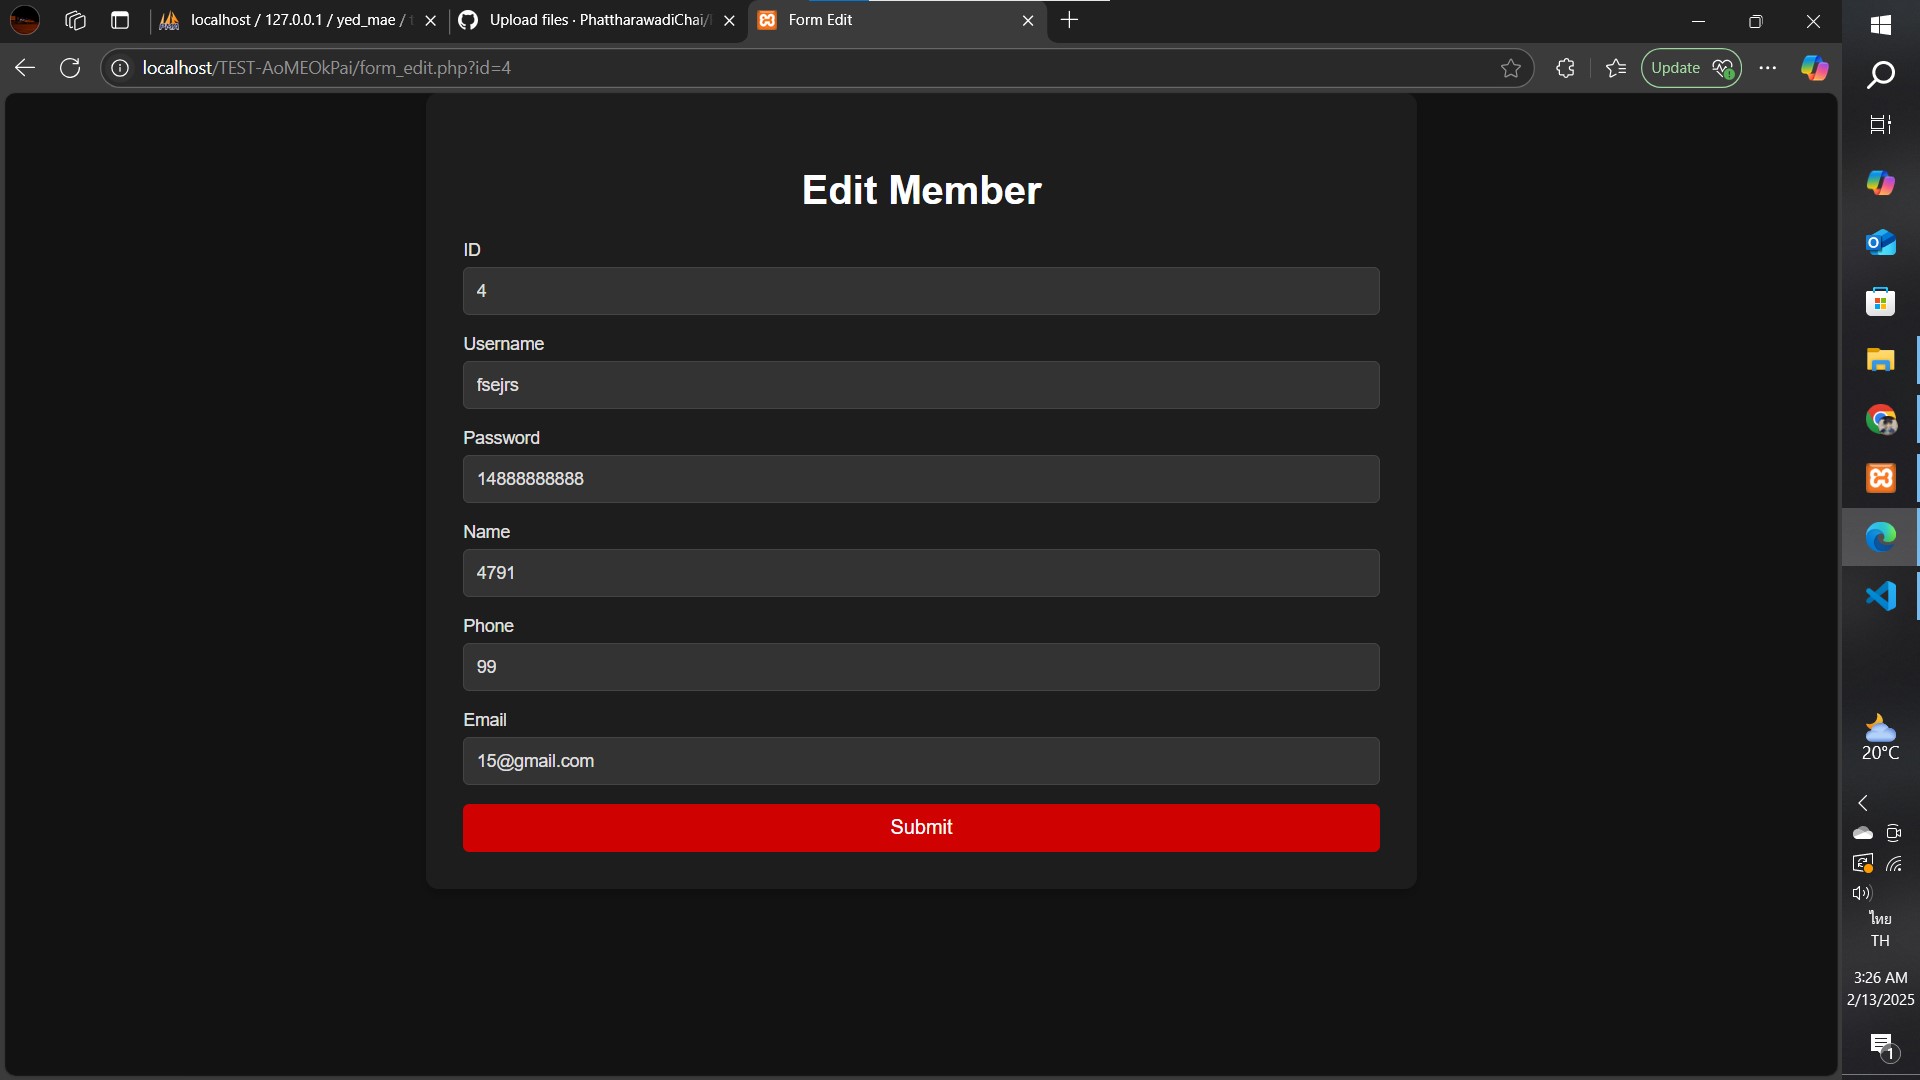 localhost / 127.0.0.1 / yed_mae /
Upload files · PhattharawadiChai/
Form Edit
localhost/TEST-AoMEOkPai/form_edit.php?id=4
Update
Edit Member
ID
4
Username
fsejrs
Password
14888888888
Name
4791
Phone
99
Email
15@gmail.com
Submit
20°C
ไทย
TH
3:26 AM
2/13/2025
1